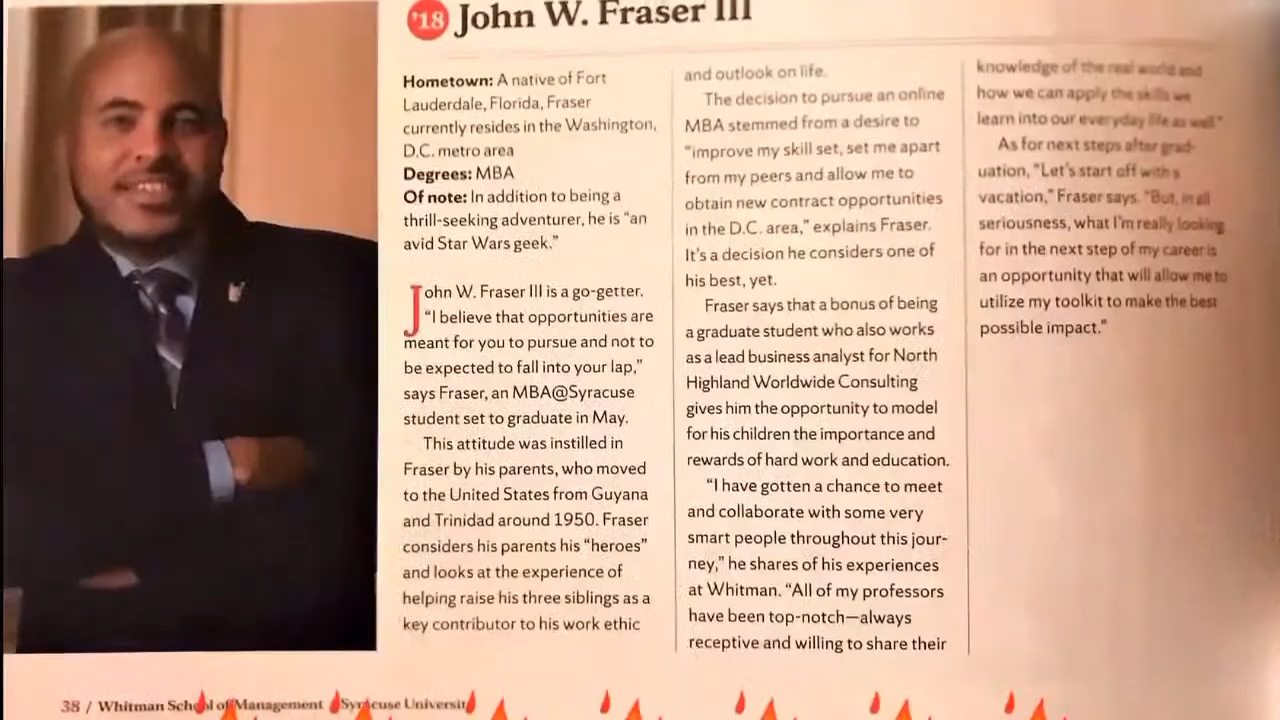 '18 John W. Fraser III
Hometown: A native of Fort
Lauderdale, Florida, Fraser
currently resides in the Washington,
D.C. metro area
Degrees: MBA
Of note: In addition to being a
thrill-seeking adventurer, he is “an
avid Star Wars geek.”
John W. Fraser III is a go-getter.
“I believe that opportunities are
meant for you to pursue and not to
be expected to fall into your lap,”
says Fraser, an MBA@Syracuse
student set to graduate in May.
This attitude was instilled in
Fraser by his parents, who moved
to the United States from Guyana
and Trinidad around 1950. Fraser
considers his parents his “heroes”
and looks at the experience of
helping raise his three siblings as a
key contributor to his work ethic
and outlook on life.
The decision to pursue an online
MBA stemmed from a desire to
“improve my skill set, set me apart
from my peers and allow me to
obtain new contract opportunities
in the D.C. area,” explains Fraser.
It's a decision he considers one of
his best, yet.
Fraser says that a bonus of being
a graduate student who also works
as a lead business analyst for North
Highland Worldwide Consulting
gives him the opportunity to model
for his children the importance and
rewards of hard work and education.
“I have gotten a chance to meet
and collaborate with some very
smart people throughout this jour-
ney,” he shares of his experiences
at Whitman. “All of my professors
have been top-notch—always
receptive and willing to share their
knowledge of the real world and
how we can apply the skills we
learn into our everyday life as well.”
As for next steps after grad-
uation, “Let's start off with a
vacation,” Fraser says. “But, in all
seriousness, what I'm really looking
for in the next step of my career is
an opportunity that will allow me to
utilize my toolkit to make the best
possible impact.”
38 / Whitman School of Management Syracuse University